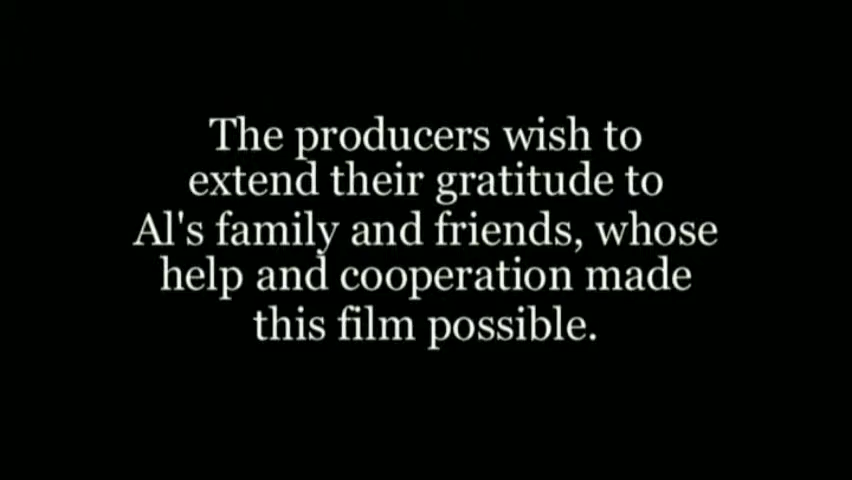 The producers wish to
extend their gratitude to
Al's family and friends, whose
help and cooperation made
this film possible.